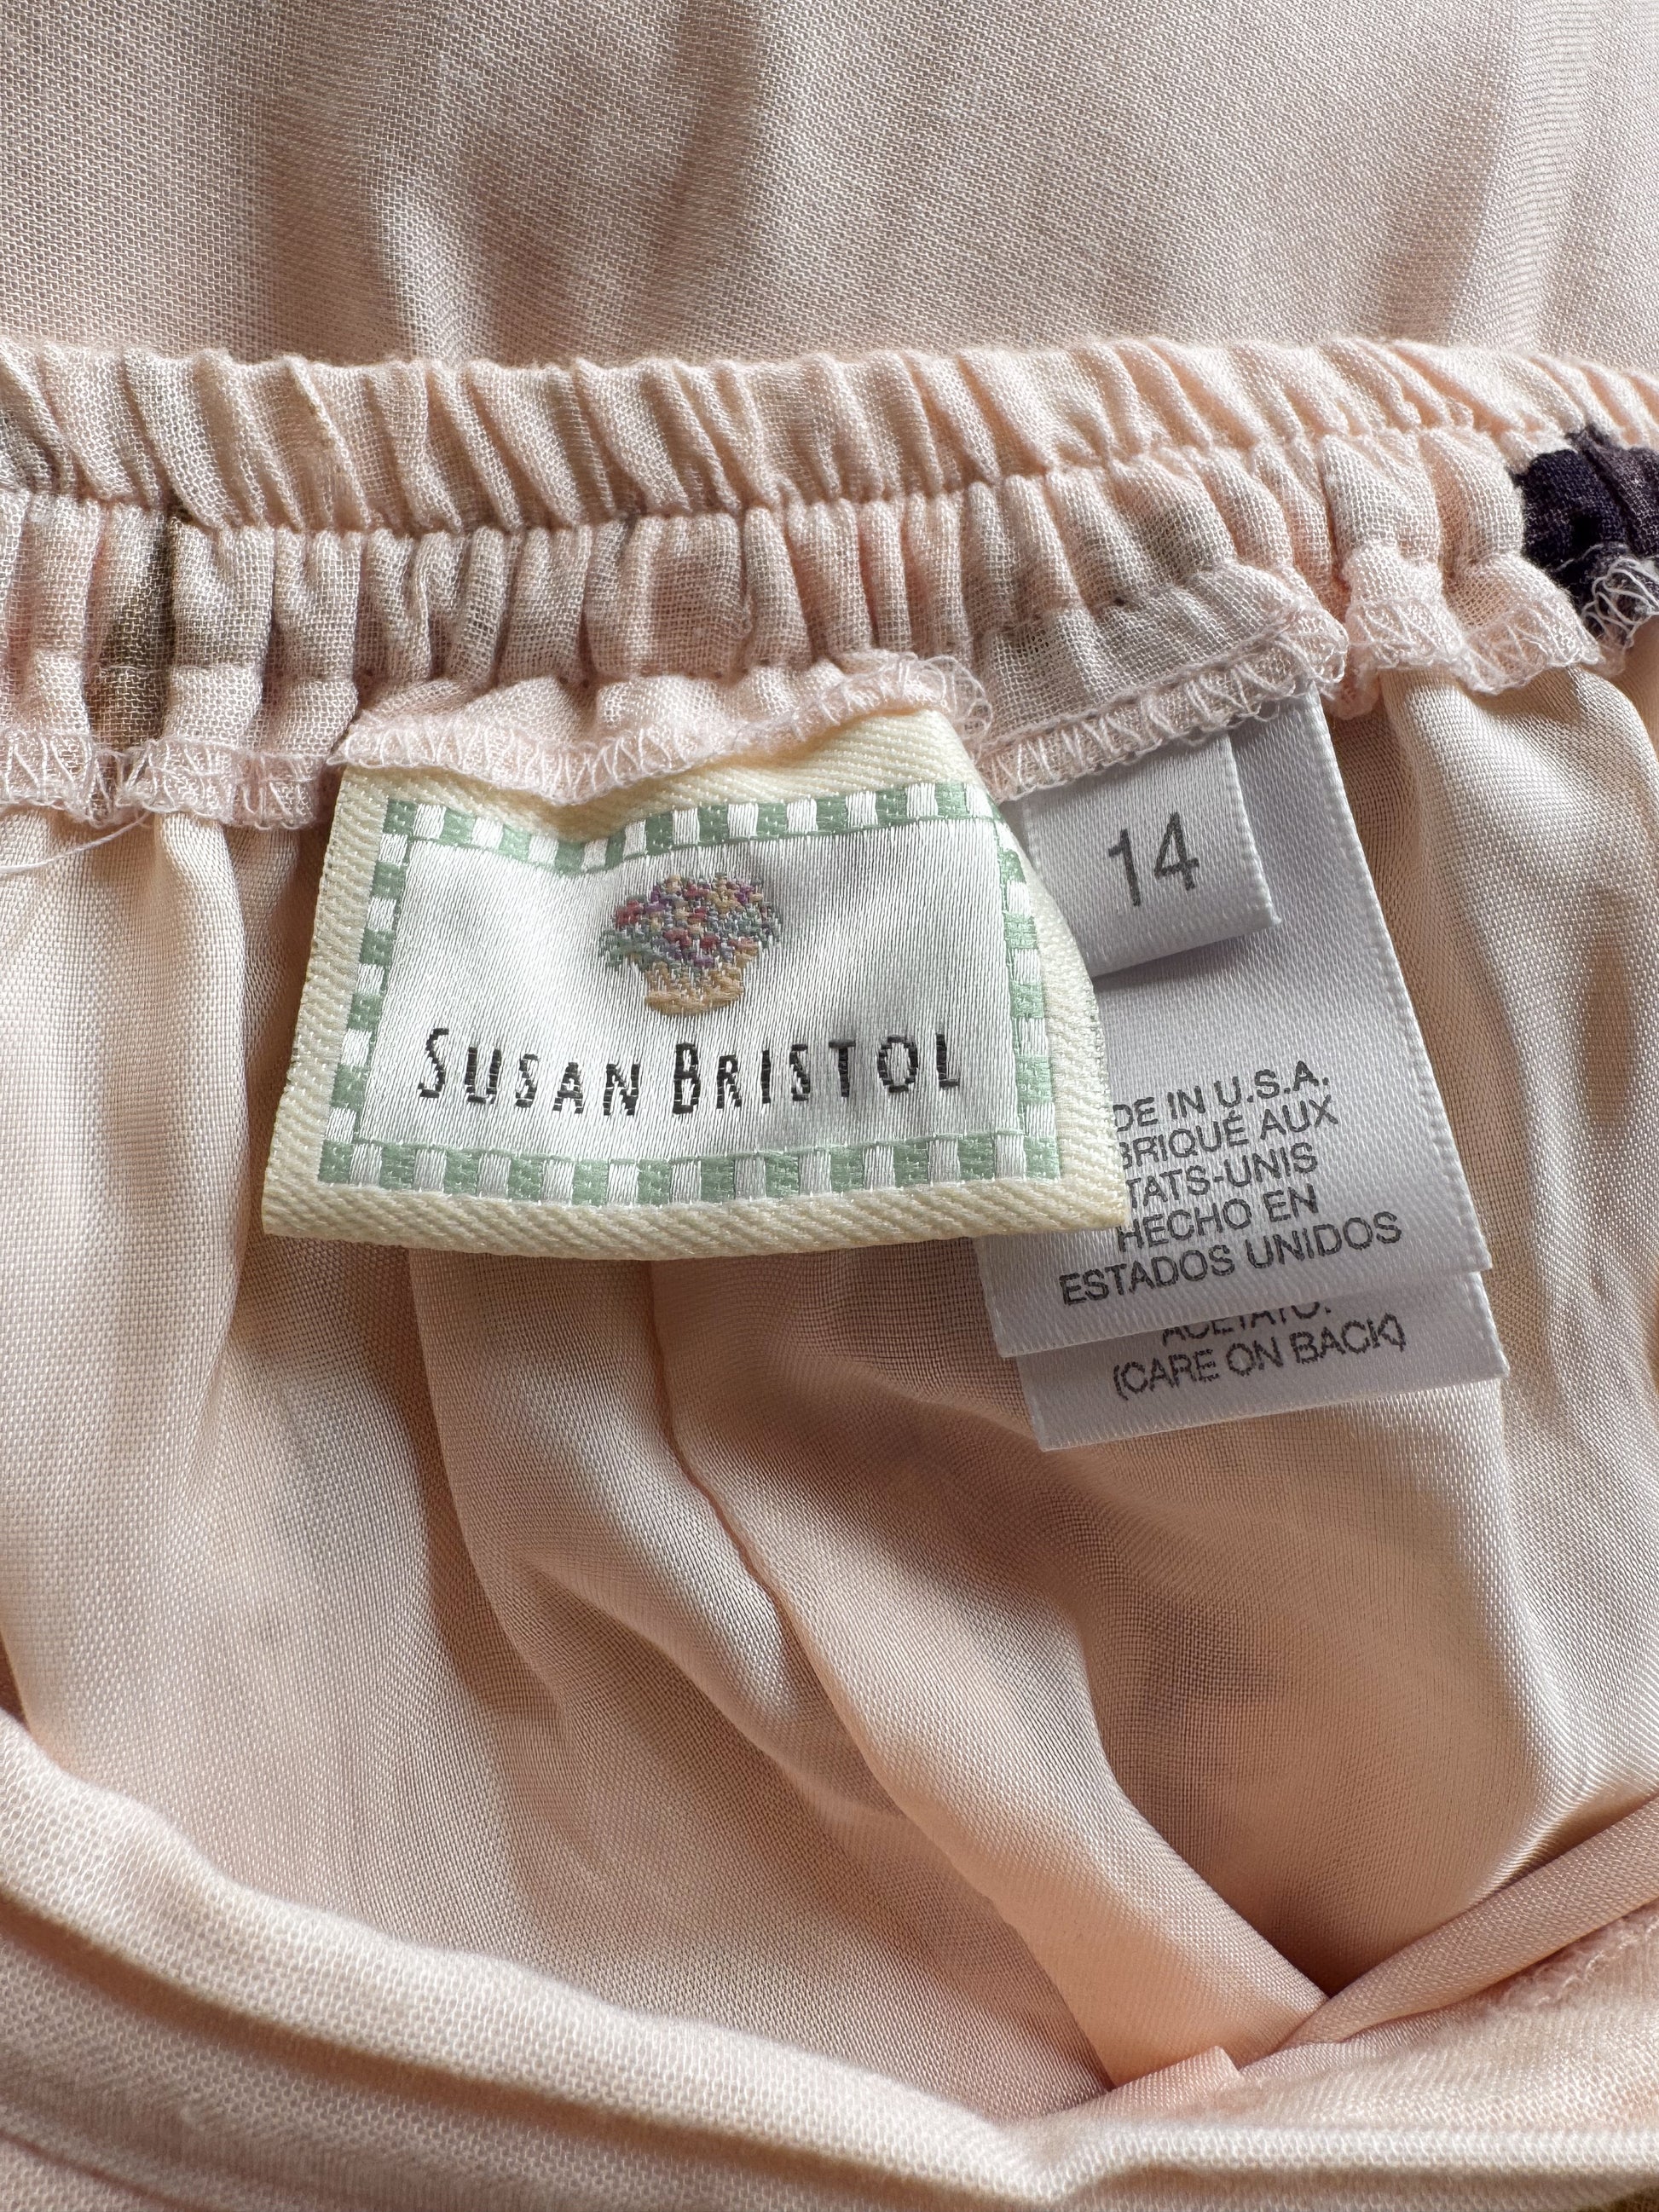 SUSAN BRISTOL
14
DE IN U.S.A.
BRIQUÉ AUX
TATS-UNIS
HECHO EN
ESTADOS UNIDOS
(CARE ON BACK)